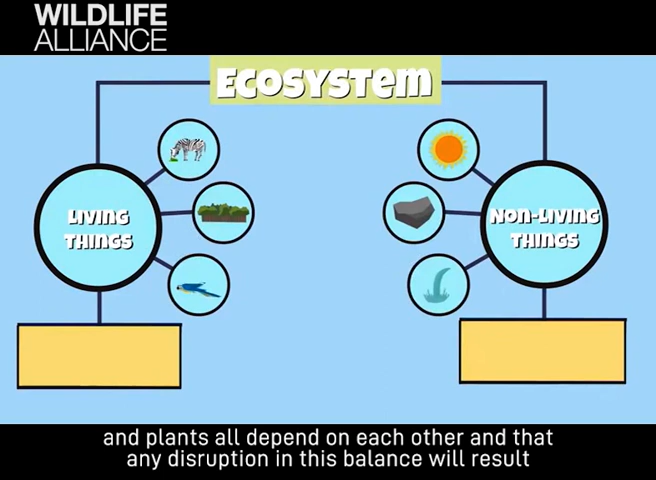 WILDLIFE
ALLIANCE
Ecosystem
Living
Things
Non-Living
Things
and plants all depend on each other and that
any disruption in this balance will result